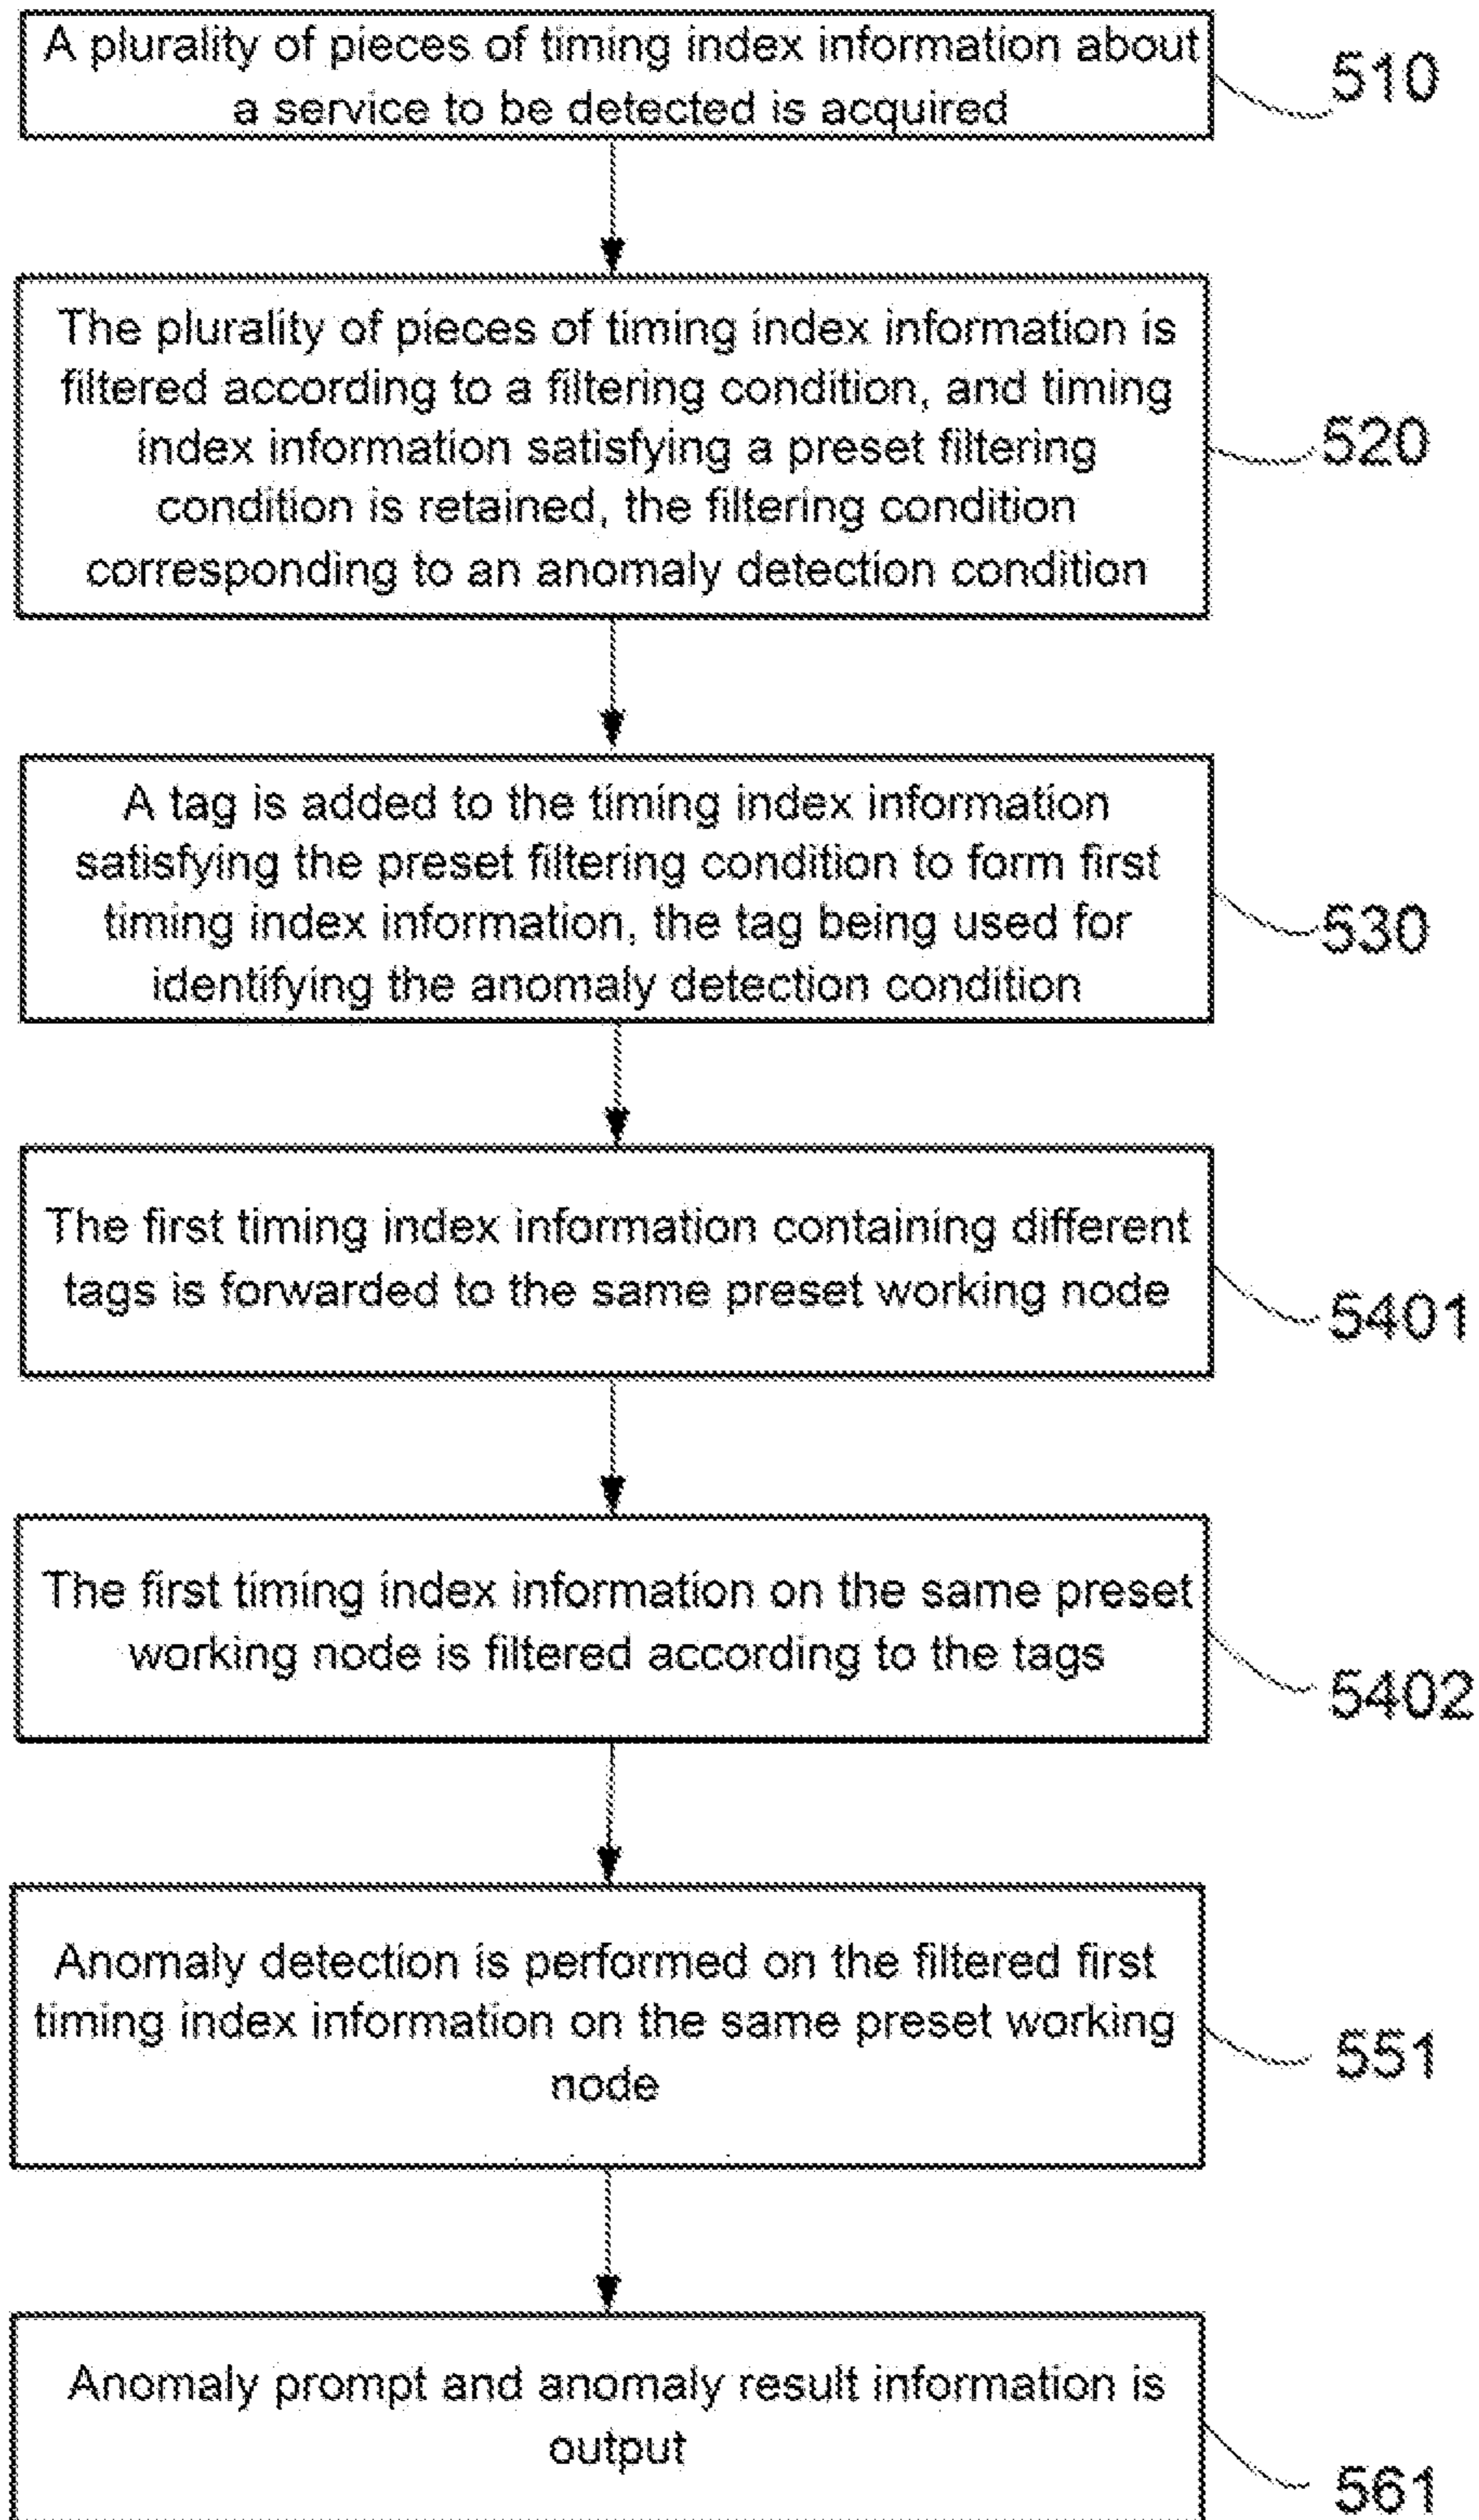 A plurality of pieces of timing index information about
a service to be detected is acquired
510
The plurality of pieces of timing index information is
filtered according to a filtering condition, and timing
index information satisfying a preset filtering
condition is retained, the filtering condition
corresponding to an anomaly detection condition
520
A tag is added to the timing index information
satisfying the preset filtering condition to form first
timing index information, the tag being used for
identifying the anomaly detection condition
530
The first timing index information containing different
tags is forwarded to the same preset working node
5401
The first timing index information on the same preset
working node is filtered according to the tags
5402
Anomaly detection is performed on the filtered first
timing index information on the same preset working
node
551
Anomaly prompt and anomaly result information is
output
561